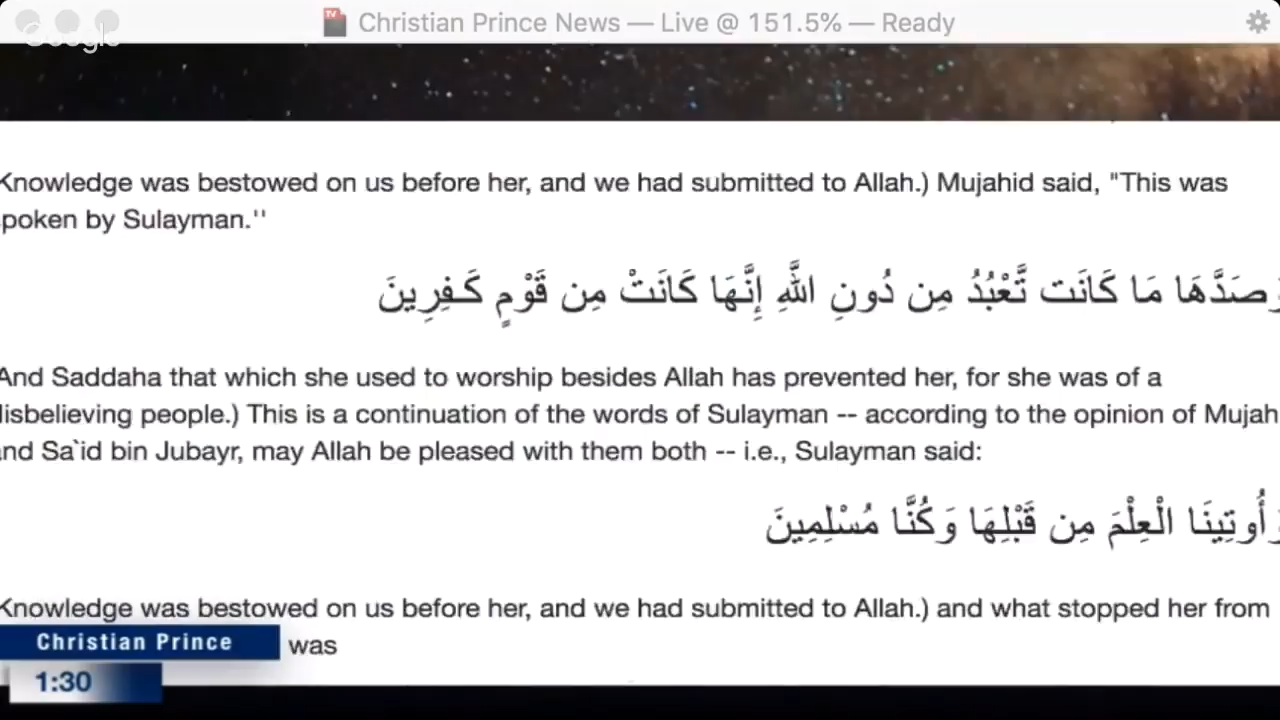 Christian Prince News — Live @ 151.5% — Ready
Google
Knowledge was bestowed on us before her, and we had submitted to Allah.) Mujahid said, "This was
poken by Sulayman.''
وَصَدَّهَا مَا كَانَت تَّعْبُدُ مِن دُونِ اللَّهِ إِنَّهَا كَانَتْ مِن قَوْمٍ كَـفِرِينَ
And Saddaha that which she used to worship besides Allah has prevented her, for she was of a
lisbelieving people.) This is a continuation of the words of Sulayman -- according to the opinion of Mujah
nd Sa`id bin Jubayr, may Allah be pleased with them both -- i.e., Sulayman said:
وَأُوتِينَا الْعِلْمَ مِن قَبْلِهَا وَكُنَّا مُسْلِمِينَ
Knowledge was bestowed on us before her, and we had submitted to Allah.) and what stopped her from
was
Christian Prince
1:30